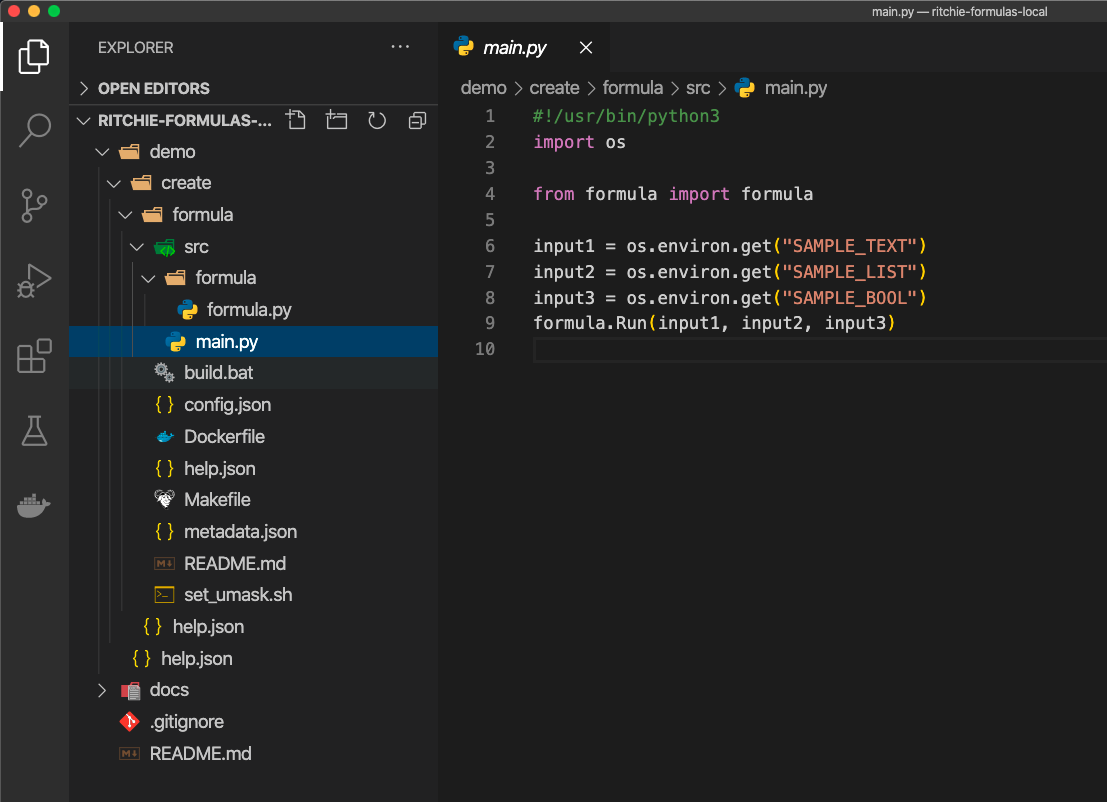 main.py — ritchie-formulas-local
EXPLORER
OPEN EDITORS
RITCHIE-FORMULAS-...
demo
create
formula
src
formula
formula.py
main.py
build.bat
config.json
Dockerfile
help.json
Makefile
metadata.json
README.md
set_umask.sh
help.json
help.json
docs
.gitignore
README.md
main.py
demo > create > formula > src > main.py
1 #!/usr/bin/python3
2 import os
3
4 from formula import formula
5
6 input1 = os.environ.get("SAMPLE_TEXT")
7 input2 = os.environ.get("SAMPLE_LIST")
8 input3 = os.environ.get("SAMPLE_BOOL")
9 formula.Run(input1, input2, input3)
10